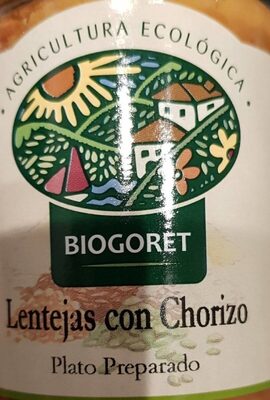 · AGRICULTURA ECOLÓGICA ·
BIOGORET
Lentejas con Chorizo
Plato Preparado